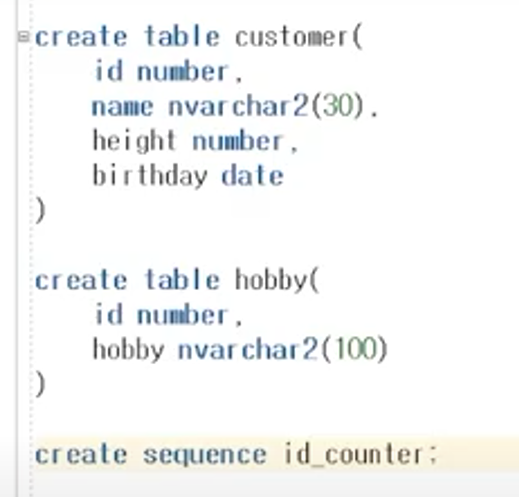 create table customer(
id number,
name nvarchar2(30),
height number,
birthday date
)
create table hobby(
id number,
hobby nvarchar2(100)
)
create sequence id_counter;